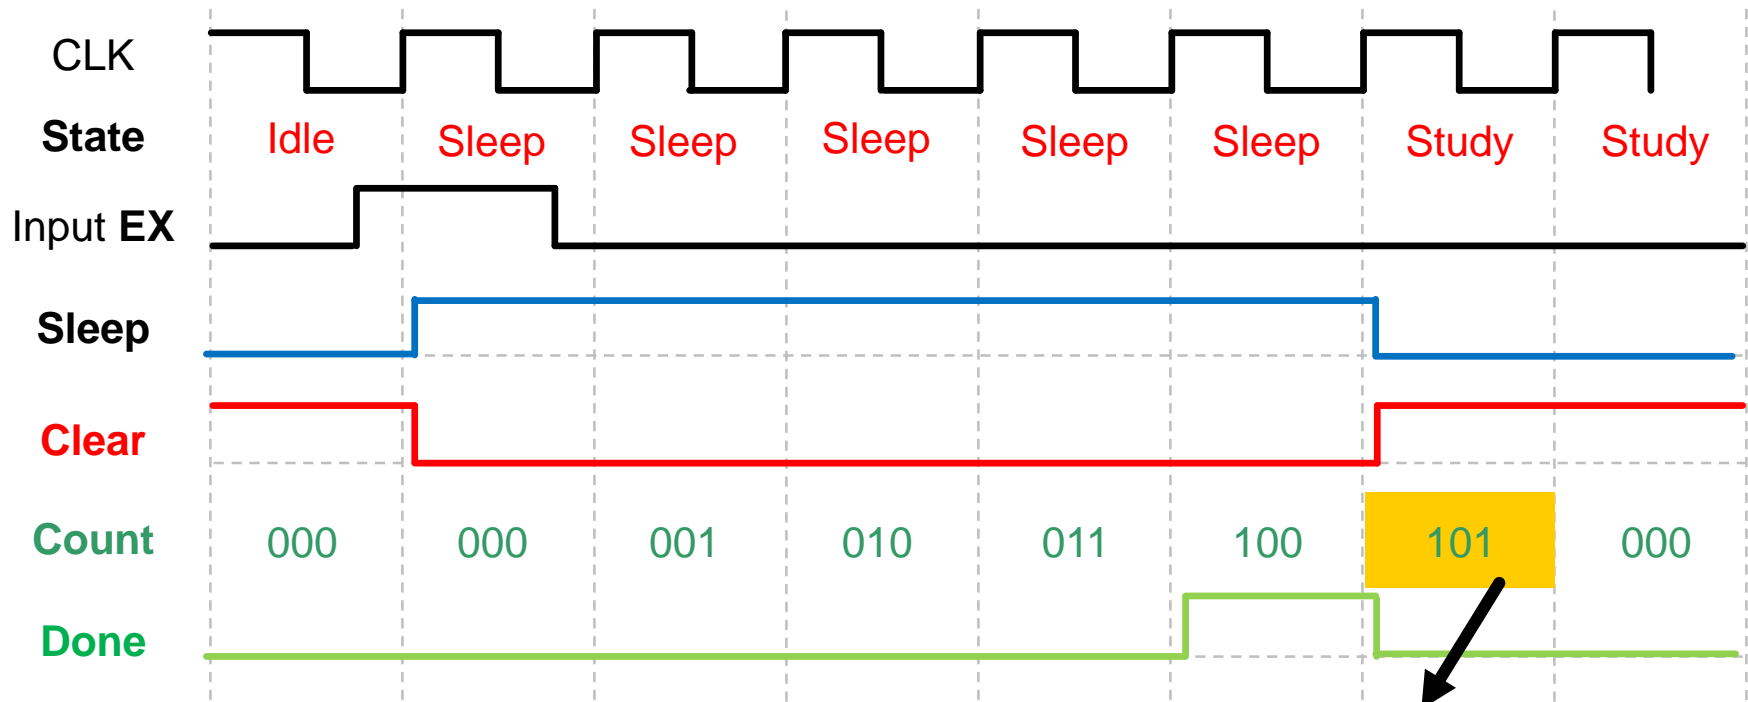 CLK
State Idle Sleep Sleep Sleep Sleep Sleep Study Study
Input EX
Sleep
Clear
Count 000 000 001 010 011 100 101 000
Done